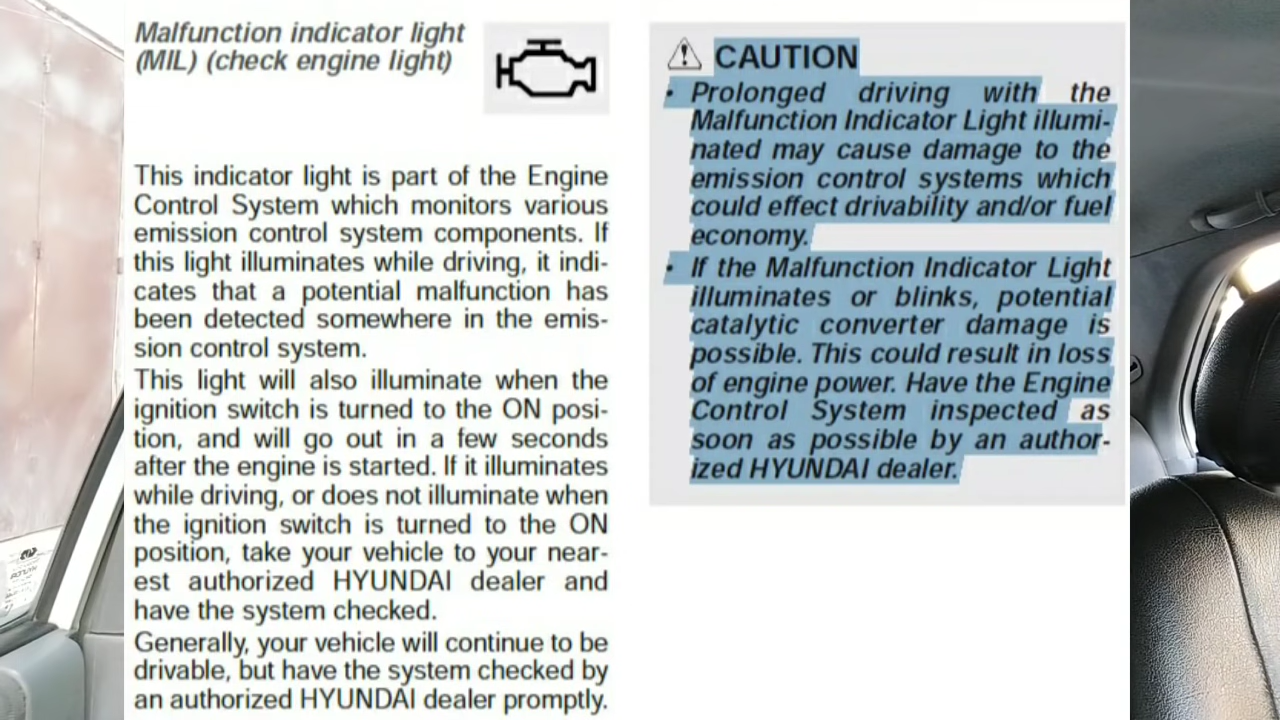 Malfunction indicator light
(MIL) (check engine light)
This indicator light is part of the Engine
Control System which monitors various
emission control system components. If
this light illuminates while driving, it indi-
cates that a potential malfunction has
been detected somewhere in the emis-
sion control system.
This light will also illuminate when the
ignition switch is turned to the ON posi-
tion, and will go out in a few seconds
after the engine is started. If it illuminates
while driving, or does not illuminate when
the ignition switch is turned to the ON
position, take your vehicle to your near-
est authorized HYUNDAI dealer and
have the system checked.
Generally, your vehicle will continue to be
drivable, but have the system checked by
an authorized HYUNDAI dealer promptly.
CAUTION
• Prolonged driving with the
Malfunction Indicator Light illumi-
nated may cause damage to the
emission control systems which
could effect drivability and/or fuel
economy.
• If the Malfunction Indicator Light
illuminates or blinks, potential
catalytic converter damage is
possible. This could result in loss
of engine power. Have the Engine
Control System inspected as
soon as possible by an author-
ized HYUNDAI dealer.